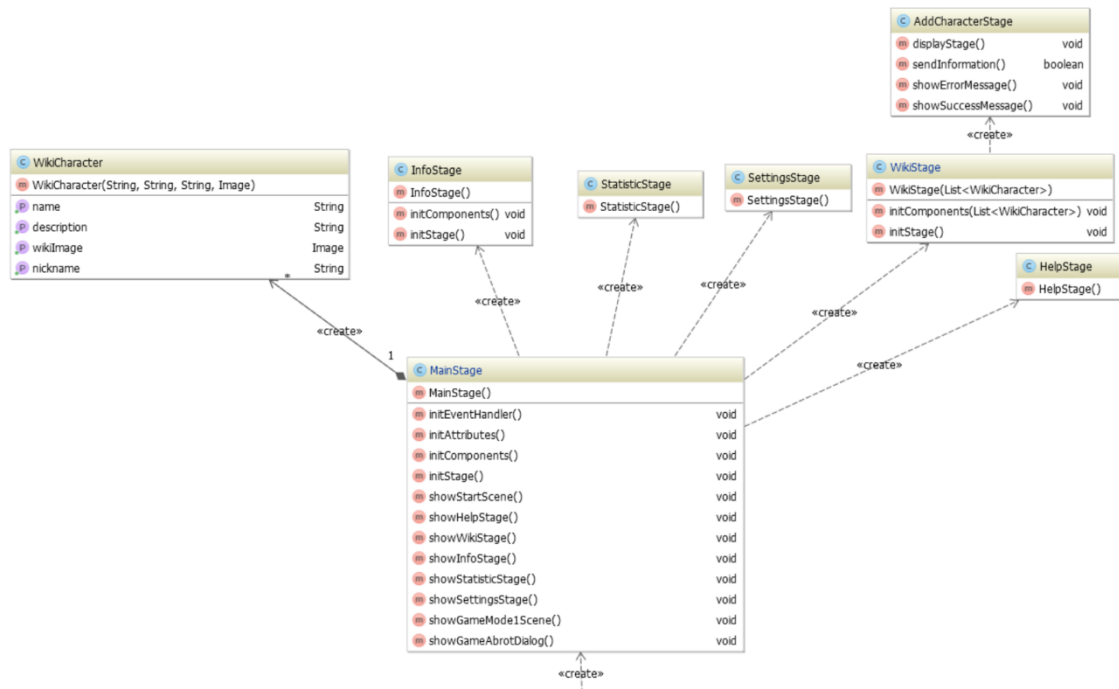 AddCharacterStage
displayStage() void
sendInformation() boolean
showErrorMessage() void
showSuccessMessage() void
«create»
WikiCharacter
WikiCharacter(String, String, String, Image)
name String
description String
wikiImage Image
nickname String
InfoStage
InfoStage()
initComponents() void
initStage() void
StatisticStage
StatisticStage()
SettingsStage
SettingsStage()
WikiStage
WikiStage(List<WikiCharacter>)
initComponents(List<WikiCharacter>) void
initStage() void
HelpStage
HelpStage()
*
«create»
«create»
«create»
«create»
«create»
«create»
1
MainStage
MainStage()
initEventHandler() void
initAttributes() void
initComponents() void
initStage() void
showStartScene() void
showHelpStage() void
showWikiStage() void
showInfoStage() void
showStatisticStage() void
showSettingsStage() void
showGameMode1Scene() void
showGameAbrotDialog() void
«create»